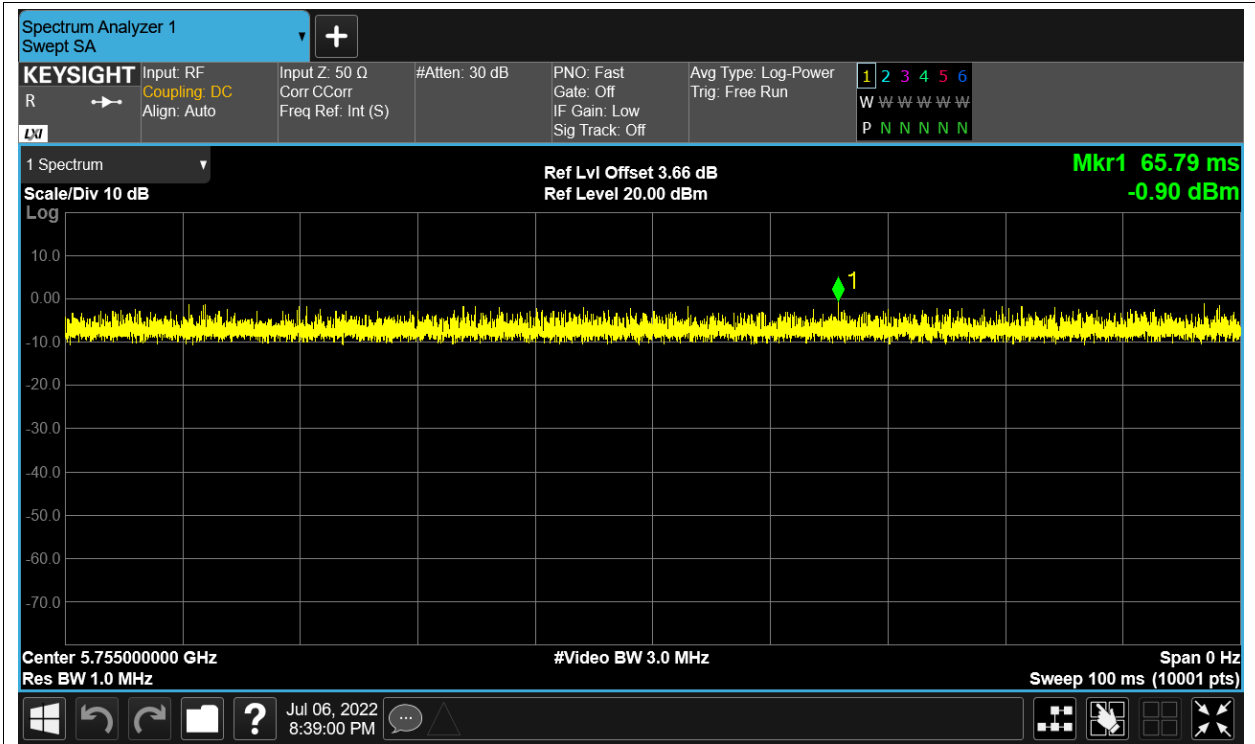 Spectrum Analyzer 1
Swept SA
KEYSIGHT
R
LXI
Input: RF
Coupling: DC
Align: Auto
Input Z: 50 Ω
Corr CCorr
Freq Ref: Int (S)
#Atten: 30 dB
PNO: Fast
Gate: Off
IF Gain: Low
Sig Track: Off
Avg Type: Log-Power
Trig: Free Run
1 2 3 4 5 6
W W W W W W
P N N N N N
1 Spectrum
Scale/Div 10 dB
Ref Lvl Offset 3.66 dB
Ref Level 20.00 dBm
Mkr1 65.79 ms
-0.90 dBm
Log
10.0
0.00
-10.0
-20.0
-30.0
-40.0
-50.0
-60.0
-70.0
1
Center 5.755000000 GHz
Res BW 1.0 MHz
#Video BW 3.0 MHz
Span 0 Hz
Sweep 100 ms (10001 pts)
?
Jul 06, 2022
8:39:00 PM